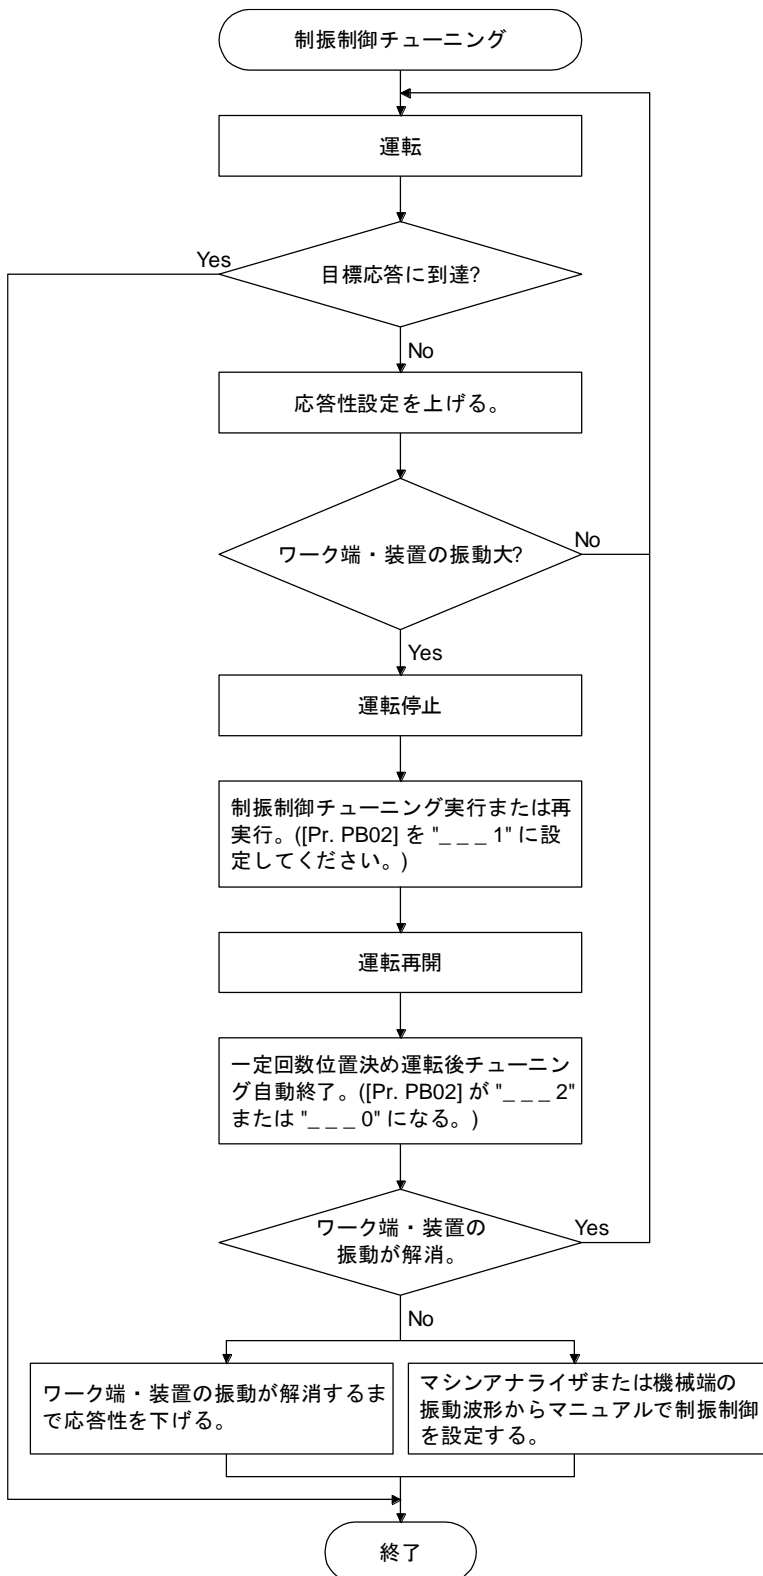 制振制御チューニング
運転
Yes
目標応答に到達?
No
応答性設定を上げる。
ワーク端・装置の振動大?
No
Yes
運転停止
制振制御チューニング実行または再
実行。([Pr. PB02] を "_ _ _ 1" に設
定してください。)
運転再開
一定回数位置決め運転後チューニン
グ自動終了。([Pr. PB02] が "_ _ _ 2"
または "_ _ _ 0" になる。)
ワーク端・装置の
振動が解消。
Yes
No
ワーク端・装置の振動が解消するま
で応答性を下げる。
マシンアナライザまたは機械端の
振動波形からマニュアルで制振制御
を設定する。
終了